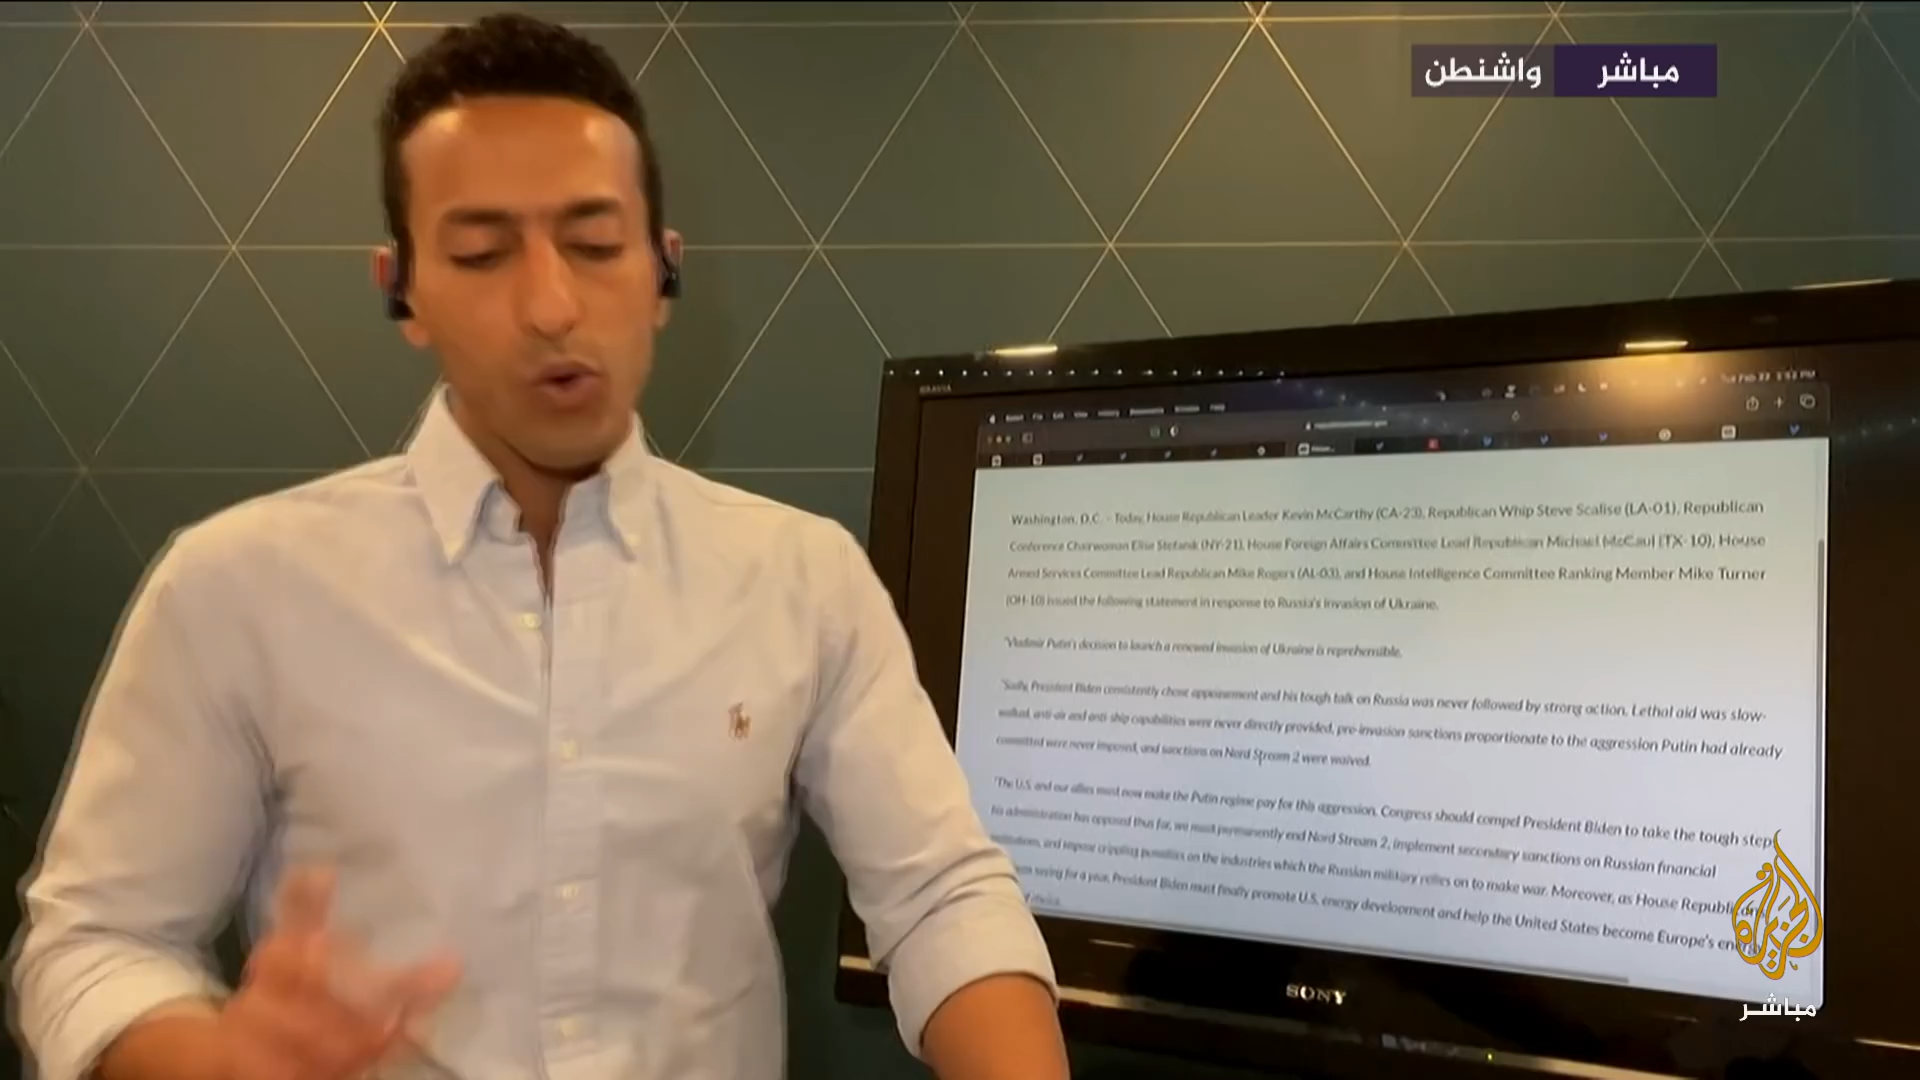 مباشر
واشنطن
Tue Feb 22
Washington, D.C. – Today, House Republican Leader Kevin McCarthy (CA-23), Republican Whip Steve Scalise (LA-01), Republican
Conference Chairwoman Elise Stefanik (NY-21), House Foreign Affairs Committee Lead Republican Michael McCaul (TX-10), House
Armed Services Committee Lead Republican Mike Rogers (AL-03), and House Intelligence Committee Ranking Member Mike Turner
(OH-10) issued the following statement in response to Russia's invasion of Ukraine.
"Vladimir Putin's decision to launch a renewed invasion of Ukraine is reprehensible.
"Sadly, President Biden consistently chose appeasement and his tough talk on Russia was never followed by strong action. Lethal aid was slow-
walked, anti-air and anti-ship capabilities were never directly provided, pre-invasion sanctions proportionate to the aggression Putin had already
committed were never imposed, and sanctions on Nord Stream 2 were waived.
"The U.S. and our allies must now make the Putin regime pay for this aggression. Congress should compel President Biden to take the tough steps
his administration has opposed thus far, we must permanently end Nord Stream 2, implement secondary sanctions on Russian financial
institutions, and impose crippling penalties on the industries which the Russian military relies on to make war. Moreover, as House Republicans
been saying for a year, President Biden must finally promote U.S. energy development and help the United States become Europe's energy
SONY
الجزيرة
مباشر